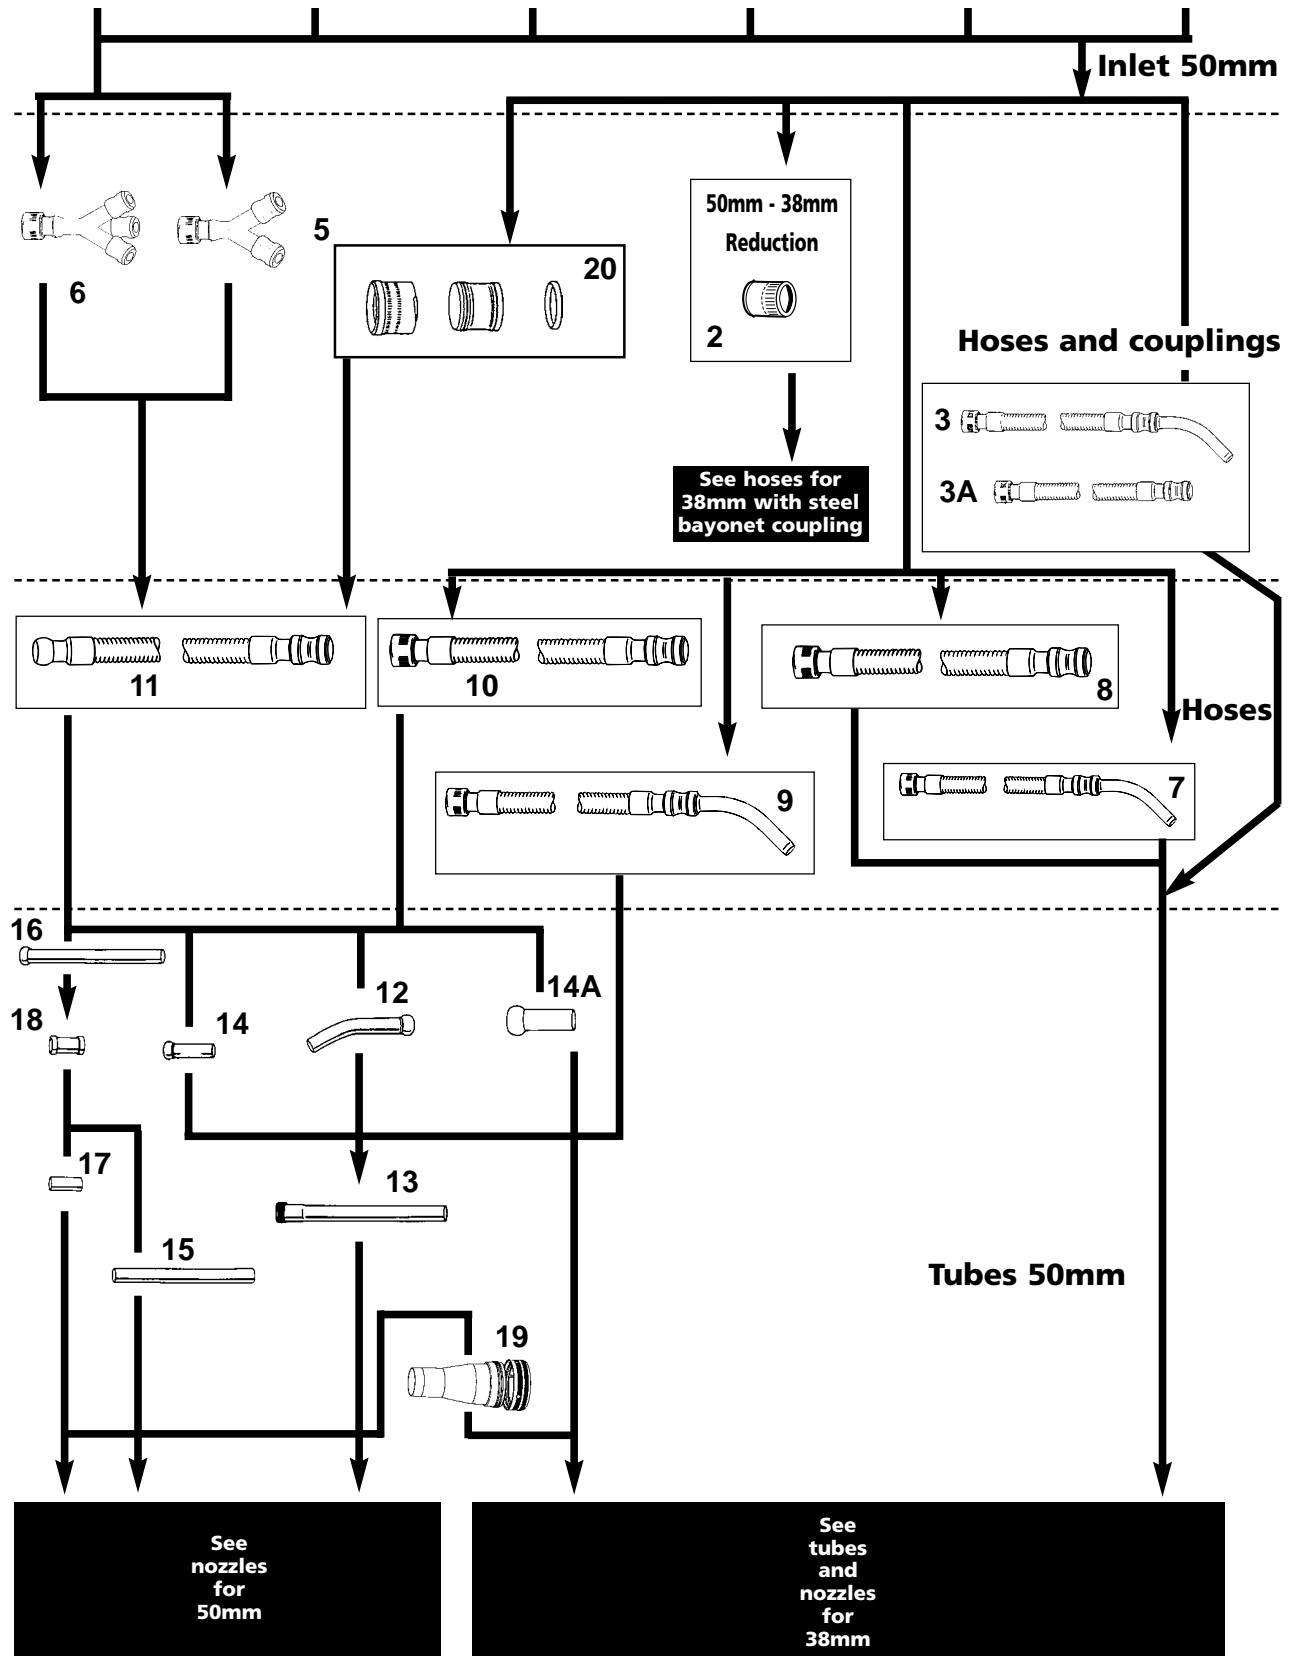 Inlet 50mm
5
6
20
50mm - 38mm
Reduction
2
Hoses and couplings
3
3A
See hoses for
38mm with steel
bayonet coupling
11
10
8
Hoses
9
7
16
18
14
12
14A
17
13
15
Tubes 50mm
19
See
nozzles
for
50mm
See
tubes
and
nozzles
for
38mm